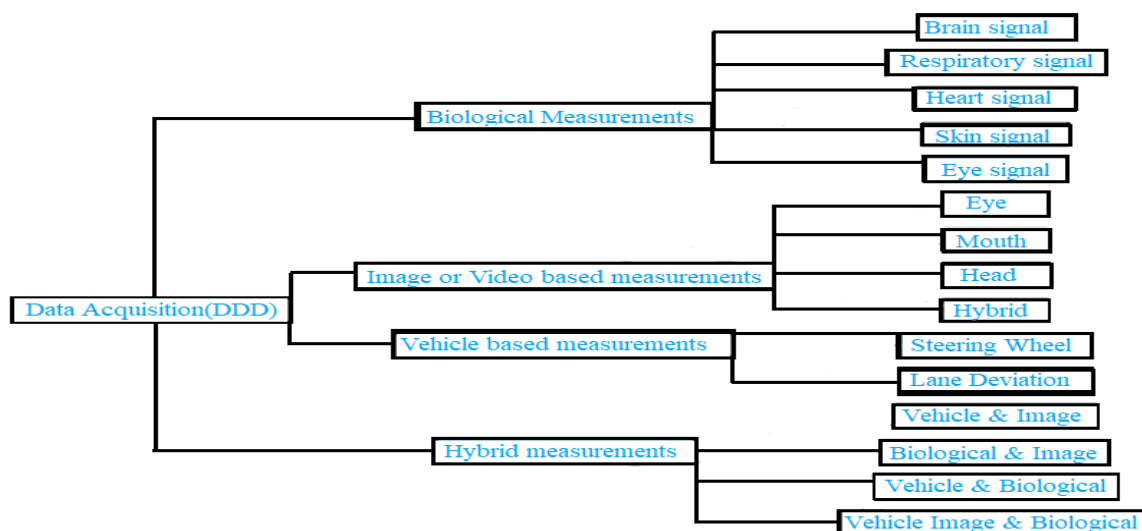 Brain signal
Respiratory signal
Heart signal
Biological Measurements
Skin signal
Eye signal
Eye
Mouth
Image or Video based measurements
Head
Data Acquisition(DDD)
Hybrid
Vehicle based measurements
Steering Wheel
Lane Deviation
Vehicle & Image
Hybrid measurements
Biological & Image
Vehicle & Biological
Vehicle Image & Biological